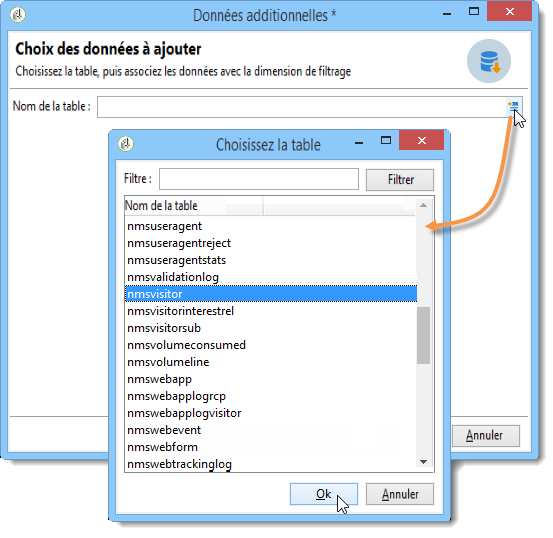 Données additionnelles *
Choix des données à ajouter
Choisissez la table, puis associez les données avec la dimension de filtrage
Nom de la table :
Choisissez la table
Filtre :
Filtrer
Nom de la table
nmsuseragent
nmsuseragentreject
nmsuseragentstats
nmsvalidationlog
nmsvisitor
nmsvisitorinterestrel
nmsvisitorsub
nmsvolumeconsumed
nmsvolumeline
nmswebapp
nmswebapplogrcp
nmswebapplogvisitor
nmswebevent
nmswebform
nmswebtrackinglog
Ok
Annuler
Annuler